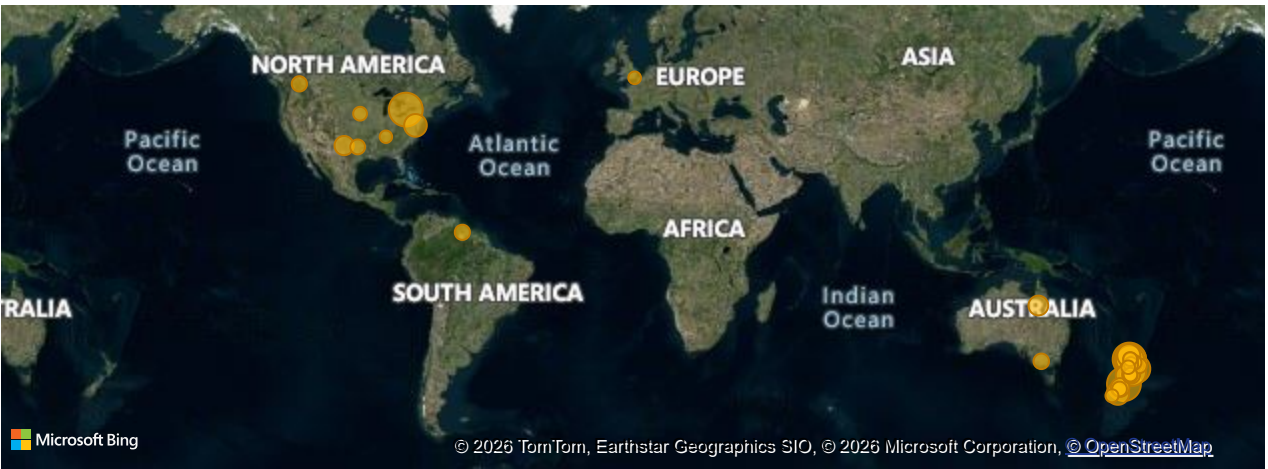 NORTH AMERICA
ASIA
EUROPE
Pacific
Ocean
Atlantic
Ocean
Pacific
Ocean
AFRICA
SOUTH AMERICA
Indian
Ocean
TRALIA
AUSTRALIA
Microsoft Bing
© 2026 TomTom, Earthstar Geographics SIO, © 2026 Microsoft Corporation, © OpenStreetMap